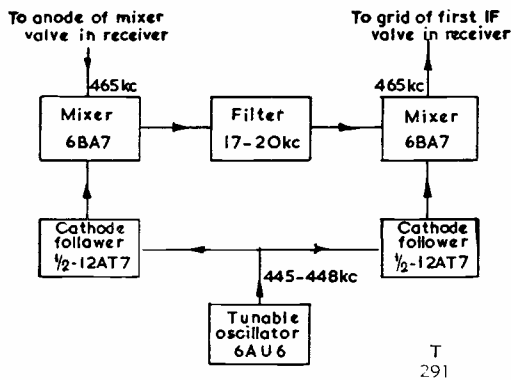 To anode of mixer
valve in receiver
To grid of first IF
valve in receiver
465kc
465kc
Mixer
6BA7
Filter
17-20kc
Mixer
6BA7
Cathode
follawer
½-12AT7
Cathode
follower
½-12AT7
445-448kc
Tunable
oscillator
6AU6
T
291